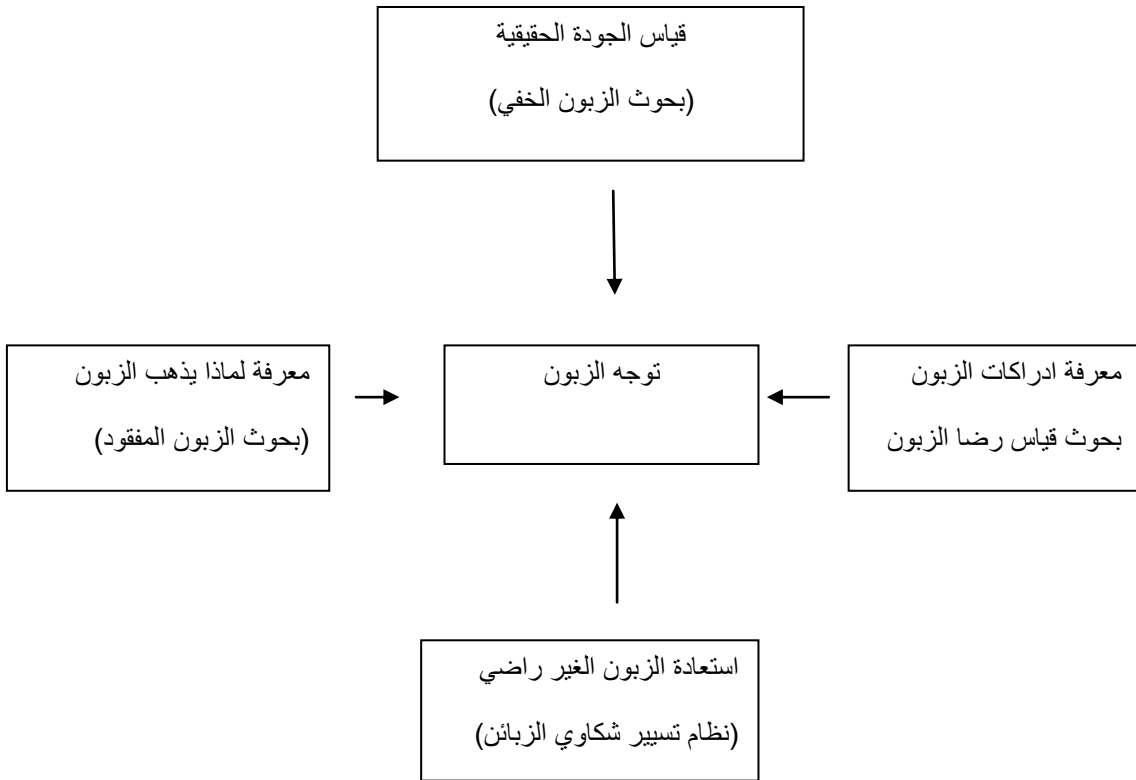 قياس الجودة الحقيقية
(بحوث الزبون الخفي)
معرفة ادراكات الزبون
بحوث قياس رضا الزبون
توجه الزبون
معرفة لماذا يذهب الزبون
(بحوث الزبون المفقود)
استعادة الزبون الغير راضي
(نظام تسيير شكاوي الزبائن)